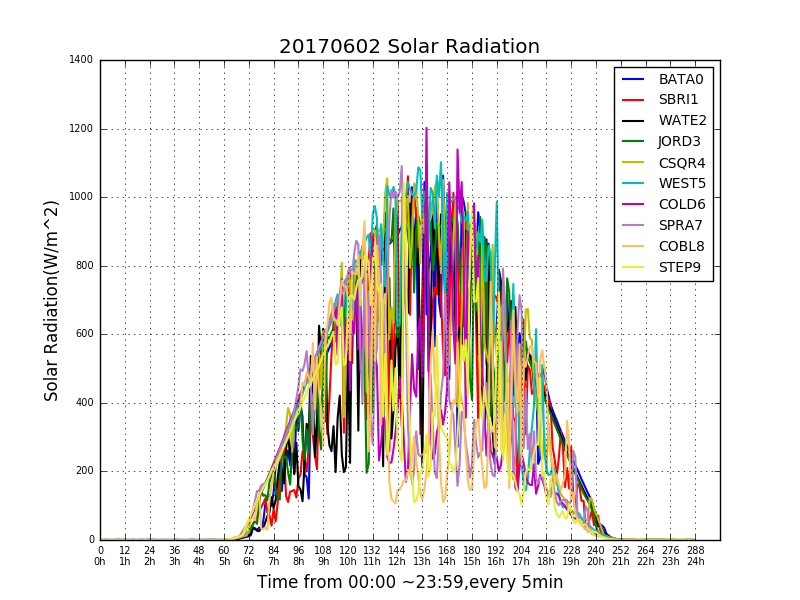 20170602 Solar Radiation
1400
1200
1000
800
600
400
200
0
Solar Radiation(W/m^2)
BATA0
SBRI1
WATE2
JORD3
CSQR4
WEST5
COLD6
SPRA7
COBL8
STEP9
0 12 24 36 48 60 72 84 96 108 120 132 144 156 168 180 192 204 216 228 240 252 264 276 288
0h 1h 2h 3h 4h 5h 6h 7h 8h 9h 10h 11h 12h 13h 14h 15h 16h 17h 18h 19h 20h 21h 22h 23h 24h
Time from 00:00 ~23:59,every 5min